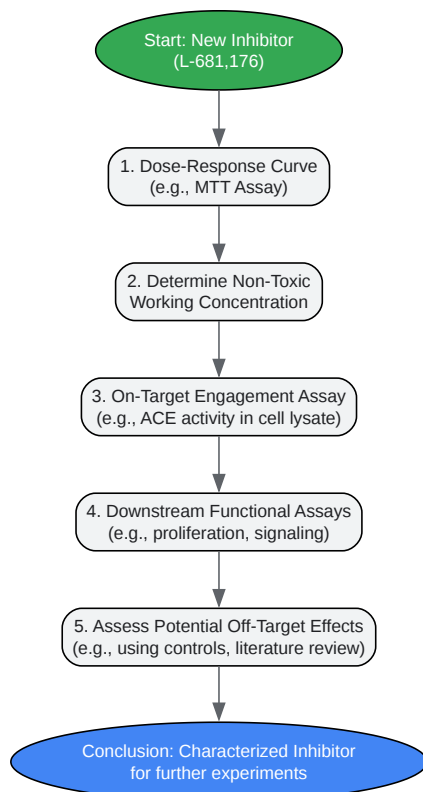 Start: New Inhibitor
(L-681,176)
1. Dose-Response Curve
(e.g., MTT Assay)
2. Determine Non-Toxic
Working Concentration
3. On-Target Engagement Assay
(e.g., ACE activity in cell lysate)
4. Downstream Functional Assays
(e.g., proliferation, signaling)
5. Assess Potential Off-Target Effects
(e.g., using controls, literature review)
Conclusion: Characterized Inhibitor
for further experiments